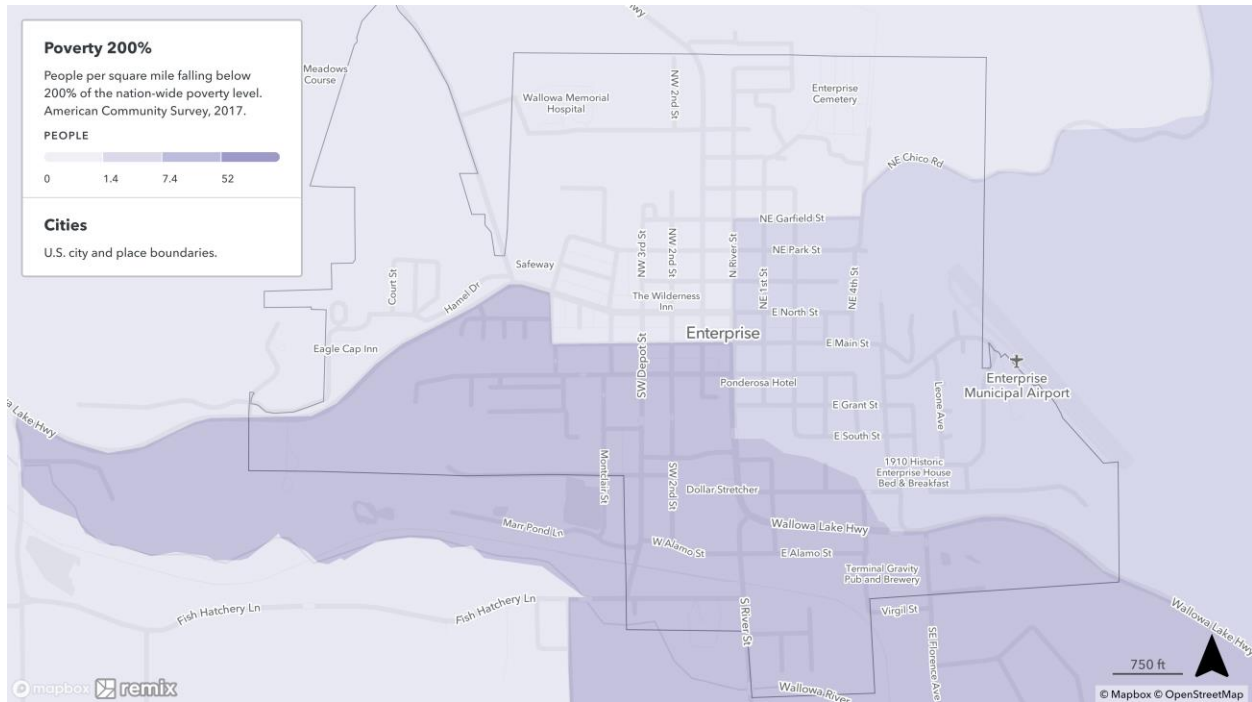 Poverty 200%
People per square mile falling below
200% of the nation-wide poverty level.
American Community Survey, 2017.
PEOPLE
0 1.4 7.4 52
Cities
U.S. city and place boundaries.
Meadows
Course
wy
Wallowa Memorial
Hospital
NW 2nd St
Enterprise
Cemetery
NE Chico Rd
NE Garfield St
NW 3rd St
NW 2nd St
N River St
NE Park St
Safeway
Court St
Hamel Dr
NE 1st St
NE 4th St
The Wilderness
Inn
E North St
Enterprise
E Main St
Eagle Cap Inn
SW Depot St
Ponderosa Hotel
Enterprise
Municipal Airport
Leone Ave
E Grant St
wa Lake Hwy
E South St
Montclair St
SW 2nd St
1910 Historic
Enterprise House
Bed & Breakfast
Dollar Stretcher
Marr Pond Ln
Wallowa Lake Hwy
W Alamo St
E Alamo St
Terminal Gravity
Pub and Brewery
Fish Hatchery Ln
Fish Hatchery Ln
S River St
Virgil St
SE Florence Ave
Wallowa Lake Hwy
Wallowa River
750 ft
mapbox remix
© Mapbox © OpenStreetMap